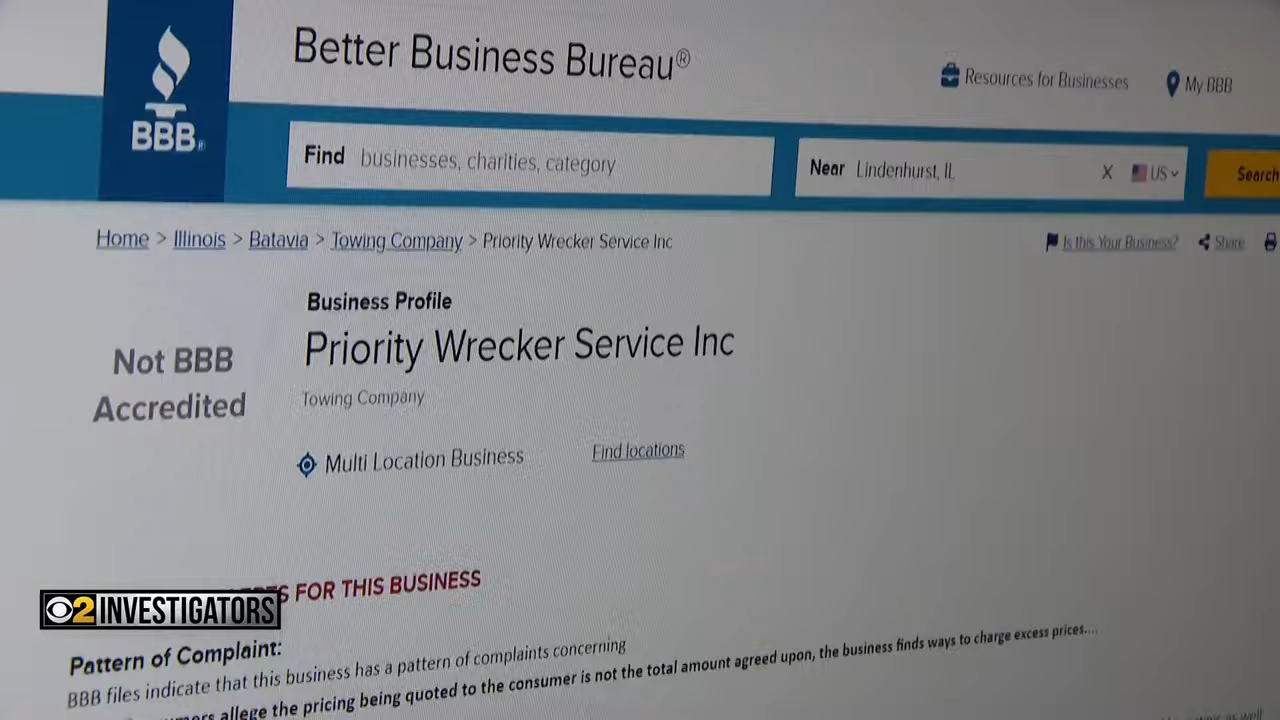 Better Business Bureau®
Resources for Businesses
My BBB
BBB®
Find businesses, charities, category
Near Lindenhurst, IL X US
Search
Home > Illinois > Batavia > Towing Company > Priority Wrecker Service Inc
Is this Your Business? Share
Business Profile
Not BBB
Accredited
Priority Wrecker Service Inc
Towing Company
Multi Location Business Find locations
FOR THIS BUSINESS
2 INVESTIGATORS
Pattern of Complaint:
BBB files indicate that this business has a pattern of complaints concerning
allege the pricing being quoted to the consumer is not the total amount agreed upon, the business finds ways to charge excess prices....